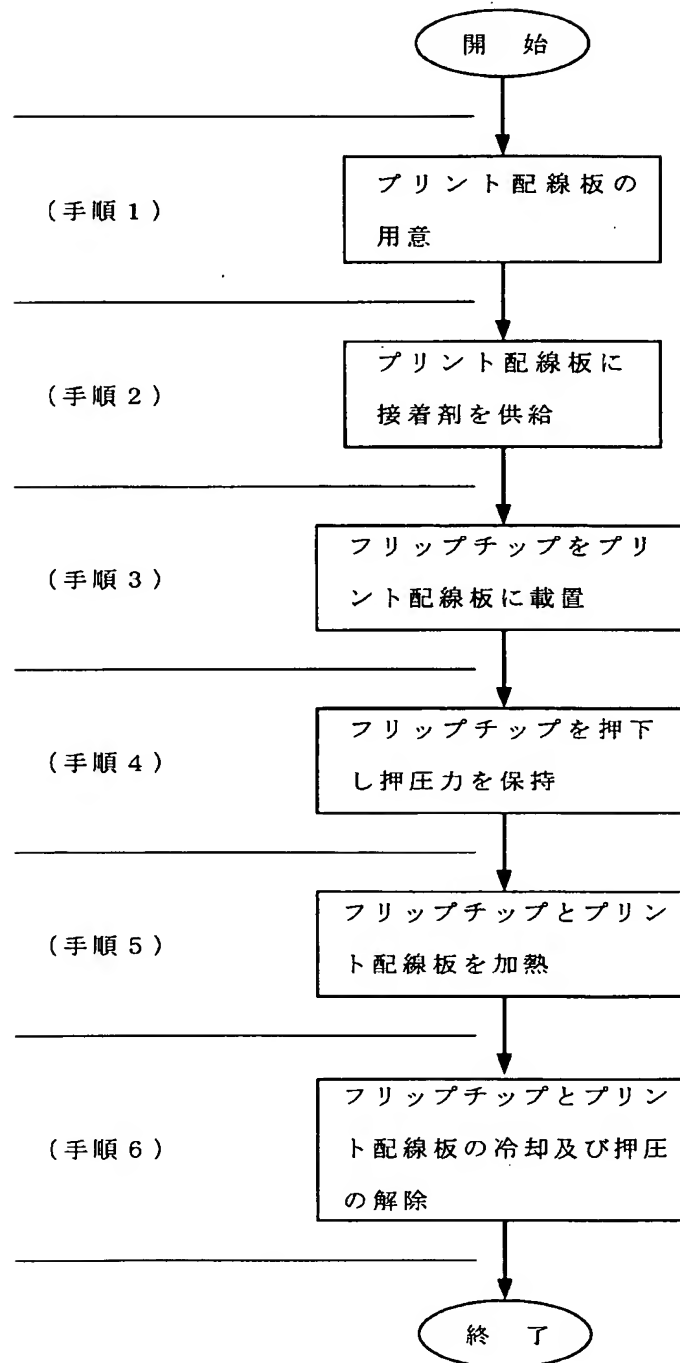 開 始
(手順1)
プリント配線板の
用意
(手順2)
プリント配線板に
接着剤を供給
(手順3)
フリップチップをプリ
ント配線板に載置
(手順4)
フリップチップを押下
し押圧力を保持
(手順5)
フリップチップとプリン
ト配線板を加熱
(手順6)
フリップチップとプリン
ト配線板の冷却及び押圧
の解除
終 了